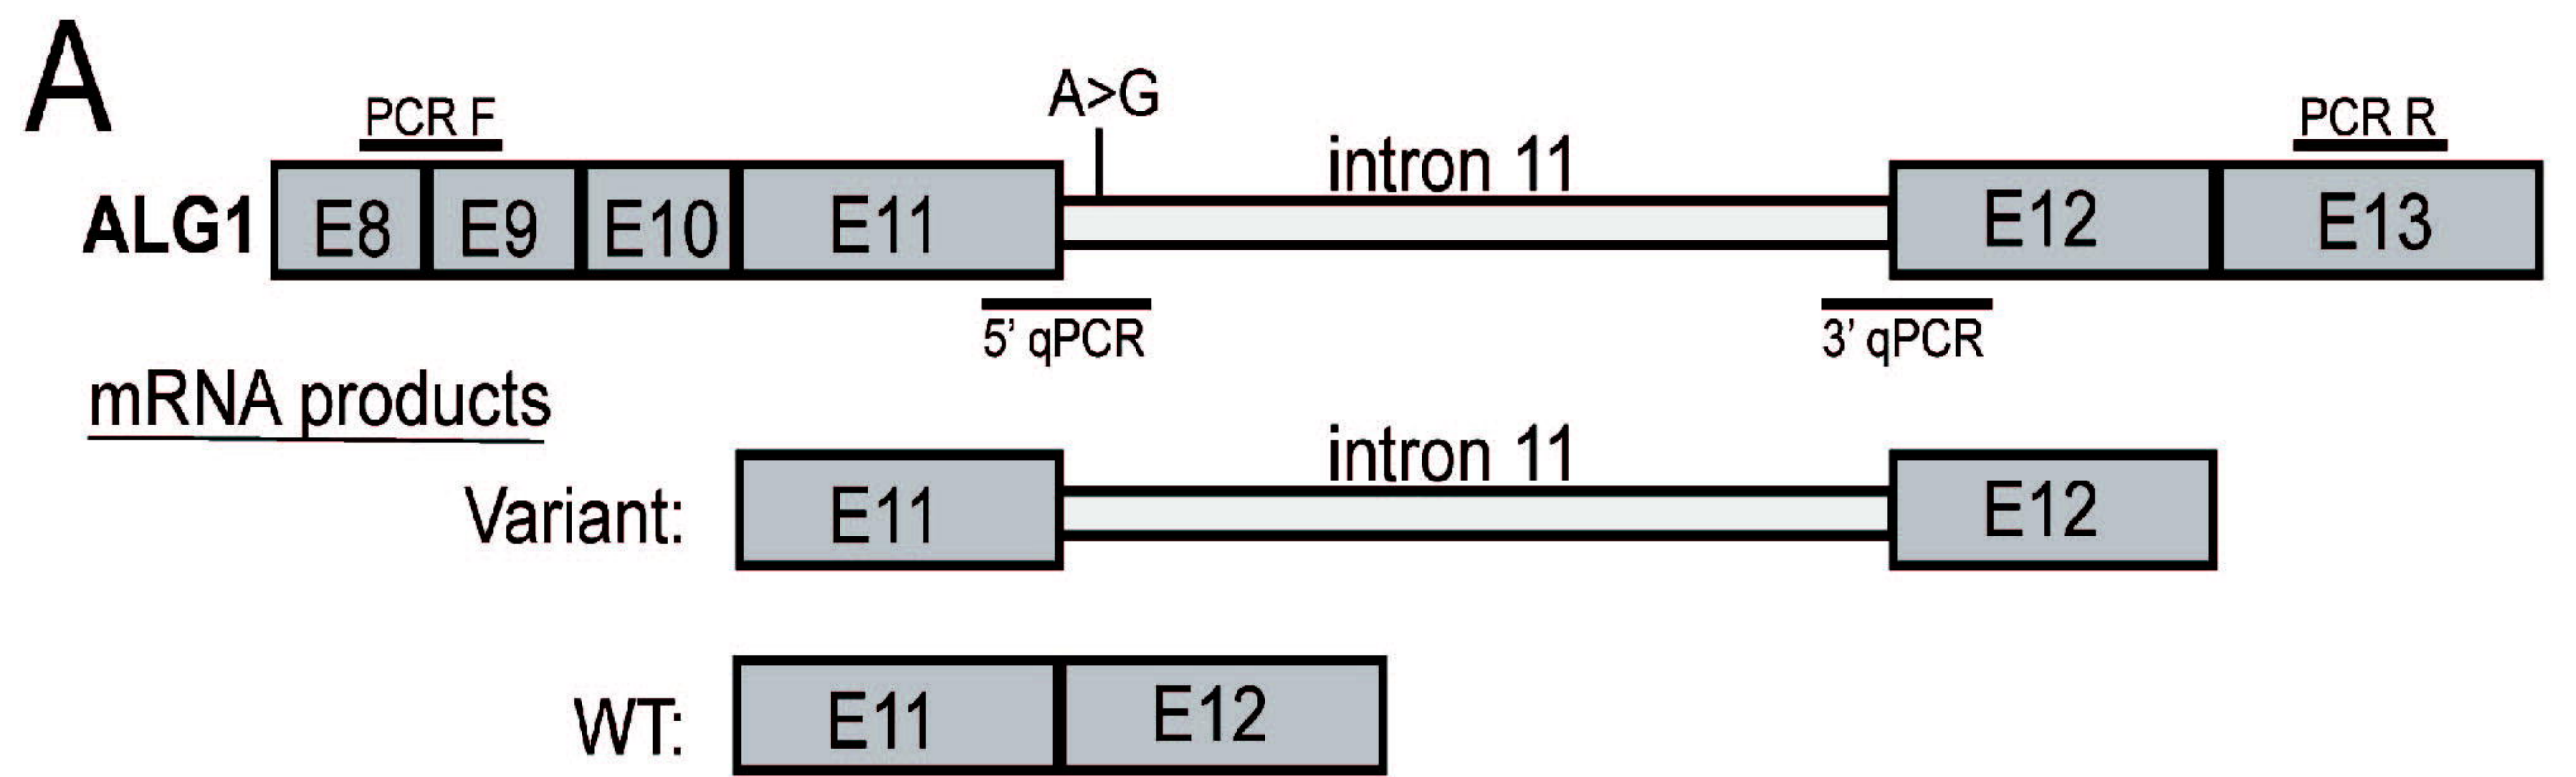 A
PCR F
A>G
PCR R
intron 11
ALG1
E8 E9 E10 E11 E12 E13
5’ qPCR
3’ qPCR
mRNA products
intron 11
Variant: E11 E12
WT: E11 E12